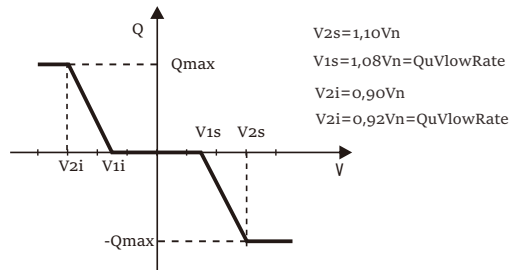 Q
V2s=1,10Vn
V1s=1,08Vn=QuVlowRate
V2i=0,90Vn
V2i=0,92Vn=QuVlowRate
Qmax
V1s V2s
V2i V1i
V
-Qmax